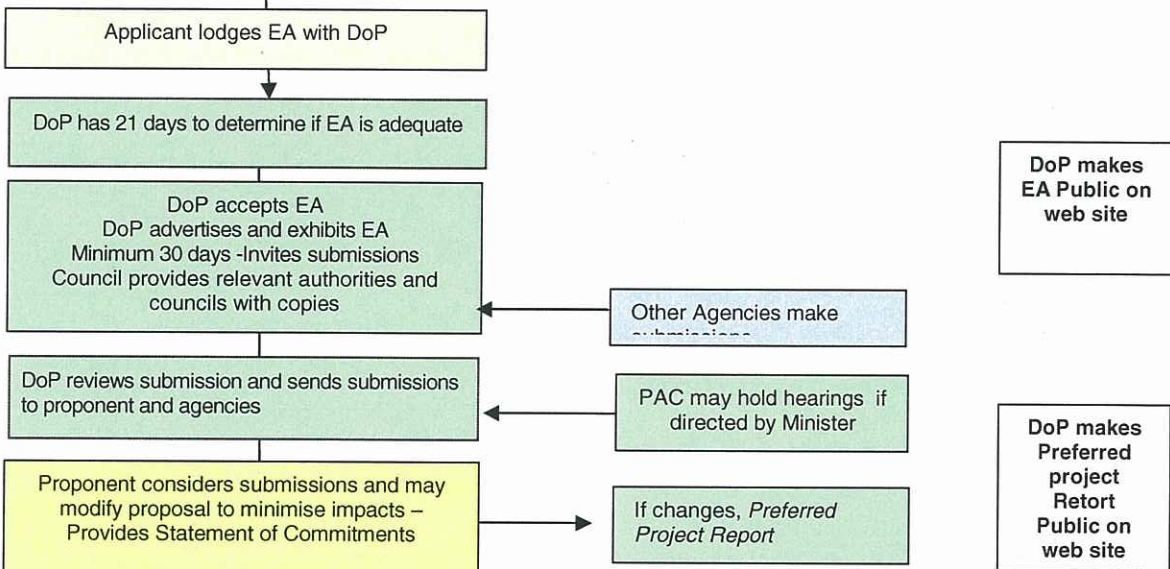 Applicant lodges EA with DoP
DoP has 21 days to determine if EA is adequate
DoP makes
EA Public on
web site
DoP accepts EA
DoP advertises and exhibits EA
Minimum 30 days -Invites submissions
Council provides relevant authorities and
councils with copies
Other Agencies make
DoP reviews submission and sends submissions
to proponent and agencies
PAC may hold hearings if
directed by Minister
DoP makes
Preferred
project
Retort
Public on
web site
Proponent considers submissions and may
modify proposal to minimise impacts –
Provides Statement of Commitments
If changes, Preferred
Project Report